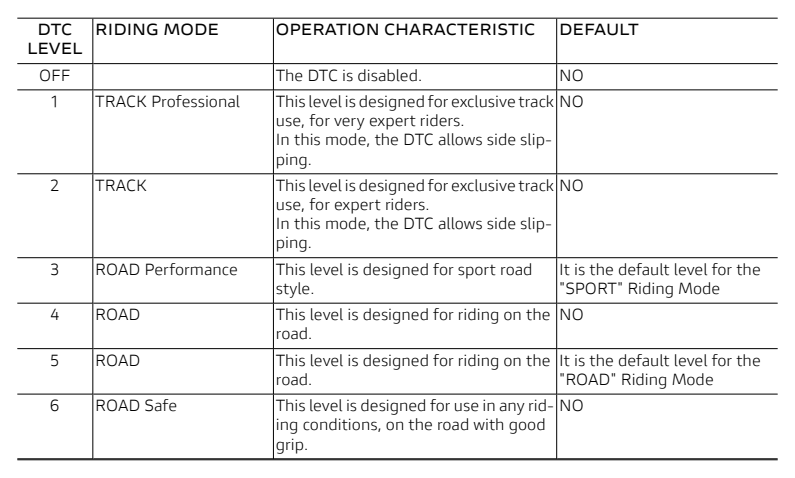 DTC LEVEL RIDING MODE OPERATION CHARACTERISTIC DEFAULT
OFF The DTC is disabled. NO
1 TRACK Professional This level is designed for exclusive track NO
use, for very expert riders.
In this mode, the DTC allows side slip-
ping.
2 TRACK This level is designed for exclusive track NO
use, for expert riders.
In this mode, the DTC allows side slip-
ping.
3 ROAD Performance This level is designed for sport road It is the default level for the
style. "SPORT" Riding Mode
4 ROAD This level is designed for riding on the NO
road.
5 ROAD This level is designed for riding on the It is the default level for the
road. "ROAD" Riding Mode
6 ROAD Safe This level is designed for use in any rid- NO
ing conditions, on the road with good
grip.